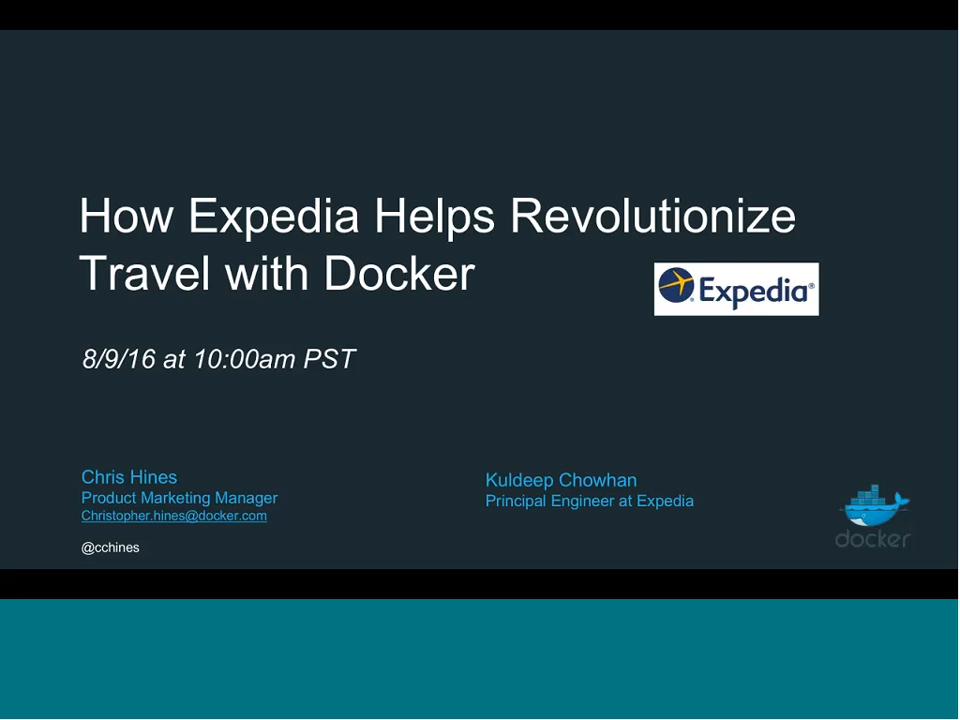 How Expedia Helps Revolutionize
Travel with Docker
Expedia®
8/9/16 at 10:00am PST
Chris Hines
Product Marketing Manager
Christopher.hines@docker.com
@cchines
Kuldeep Chowhan
Principal Engineer at Expedia
docker